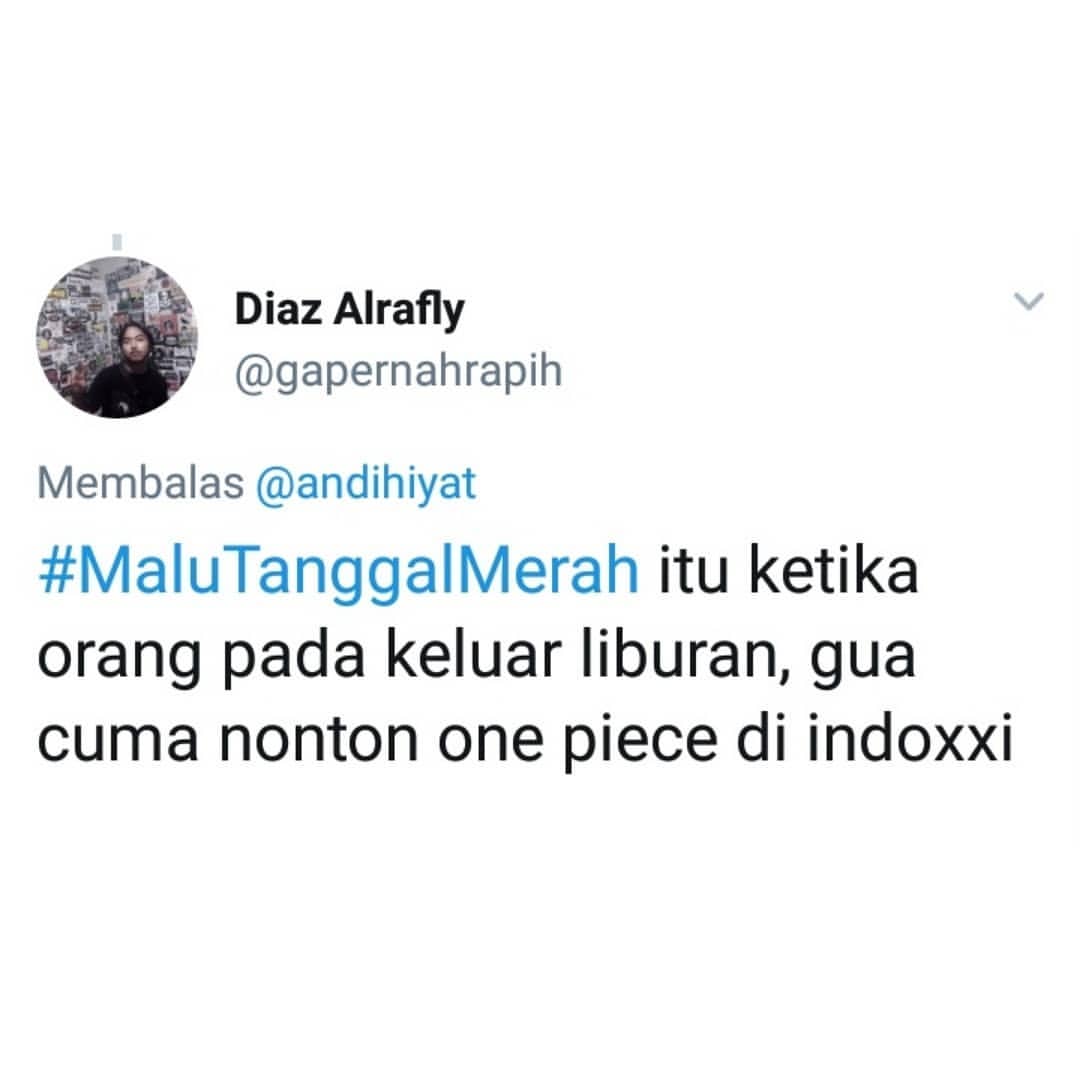 Diaz Alrafly
@gapernahrapih
Membalas @andihiyat
#MaluTanggalMerah itu ketika
orang pada keluar liburan, gua
cuma nonton one piece di indoxxi